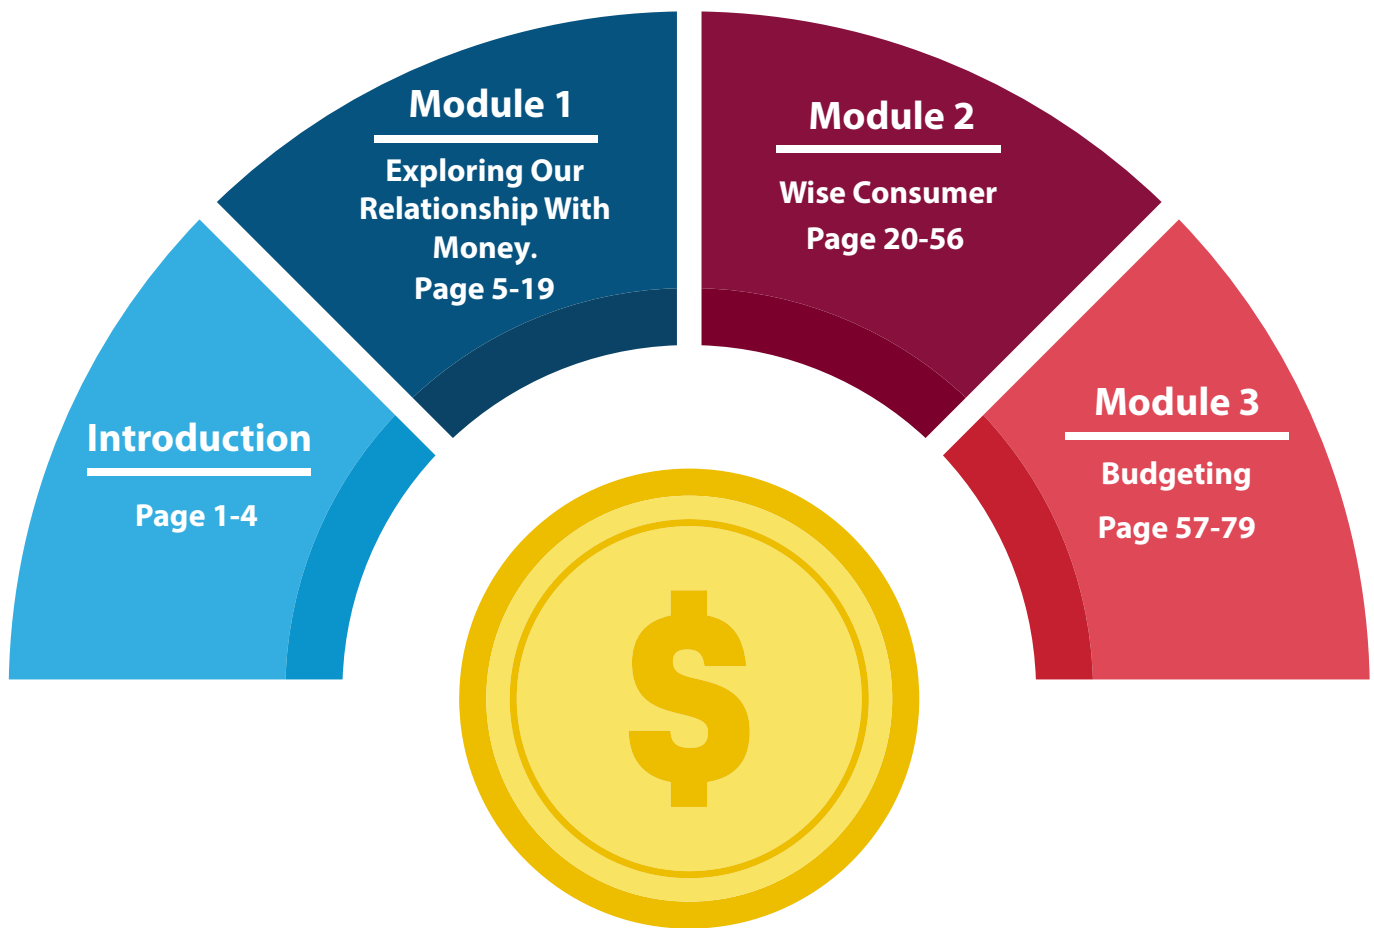 Introduction
Page 1-4
Module 1
Exploring Our
Relationship With
Money.
Page 5-19
Module 2
Wise Consumer
Page 20-56
Module 3
Budgeting
Page 57-79
$